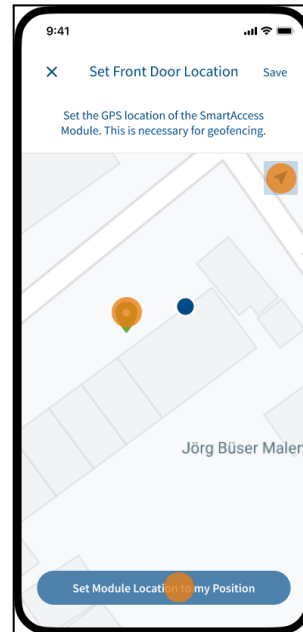 9:41
Set Front Door Location Save
Set the GPS location of the SmartAccess
Module. This is necessary for geofencing.
Jörg Büser Maler
Set Module Location to my Position